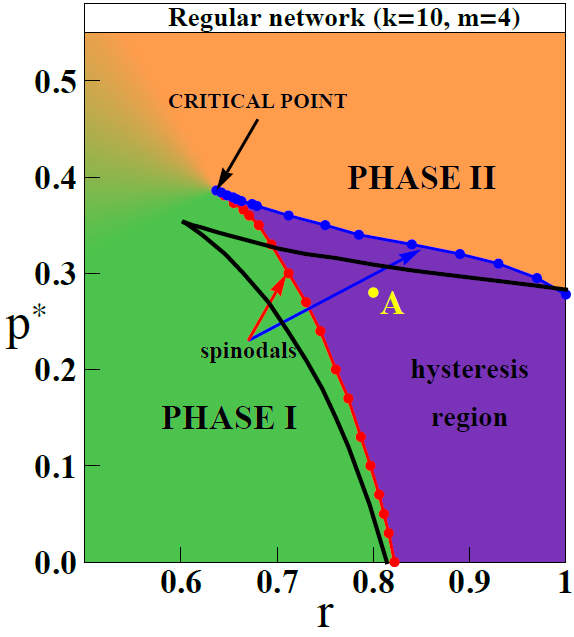 Regular network (k=10, m=4)
0.5
CRITICAL POINT
PHASE II
0.4
0.3
A
p*
spinodals
hysteresis
0.2
region
PHASE I
0.1
0.0
0.6 0.7 0.8 0.9 1
r